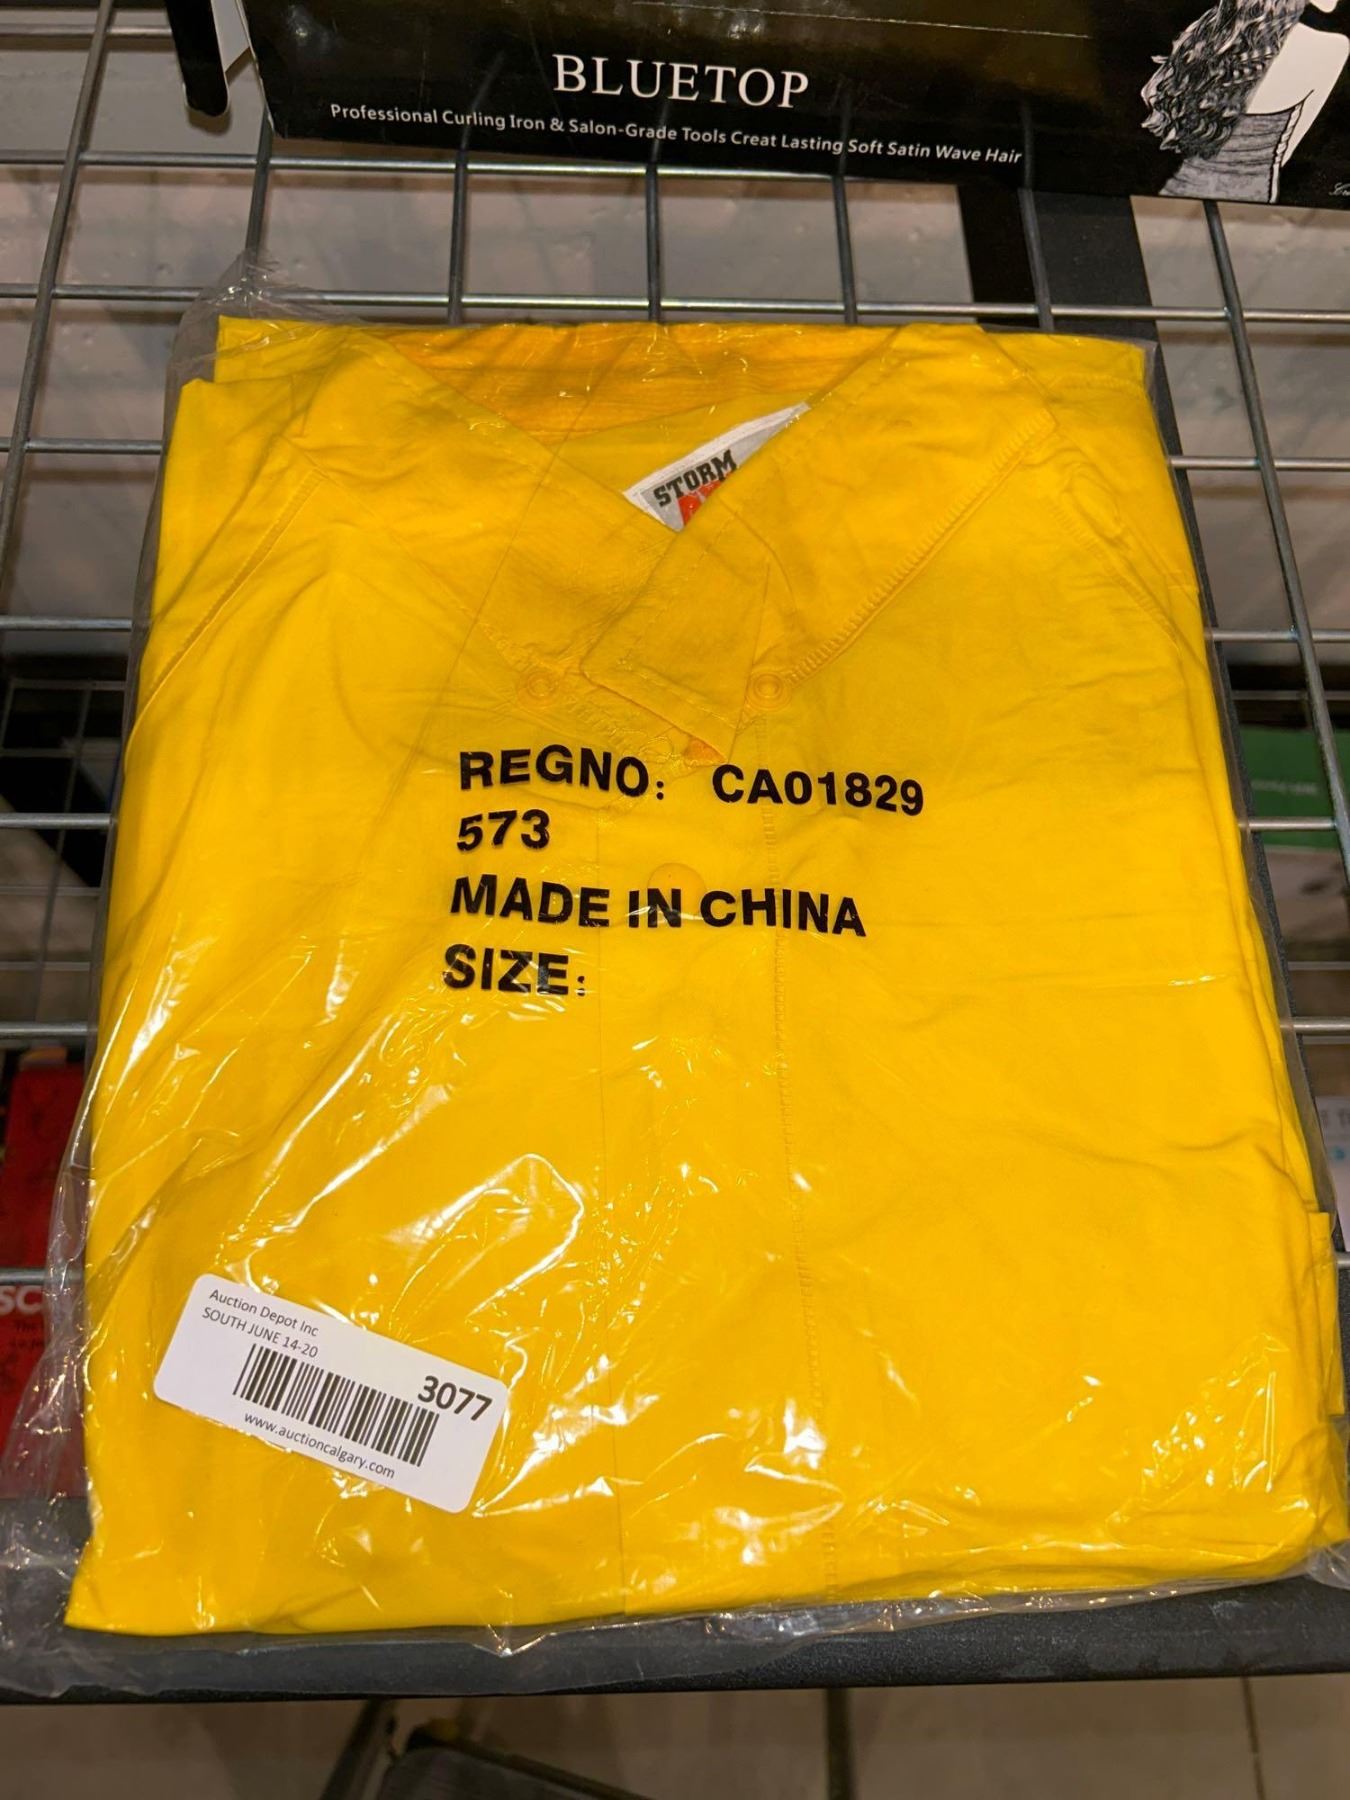 BLUETOP
Professional Curling Iron & Salon-Grade Tools Creat Lasting Soft Satin Wave Hair
STORM
REGNO: CA01829
573
MADE IN CHINA
SIZE:
Auction Depot Inc
SOUTH JUNE 14-20
3077
www.auctioncalgary.com